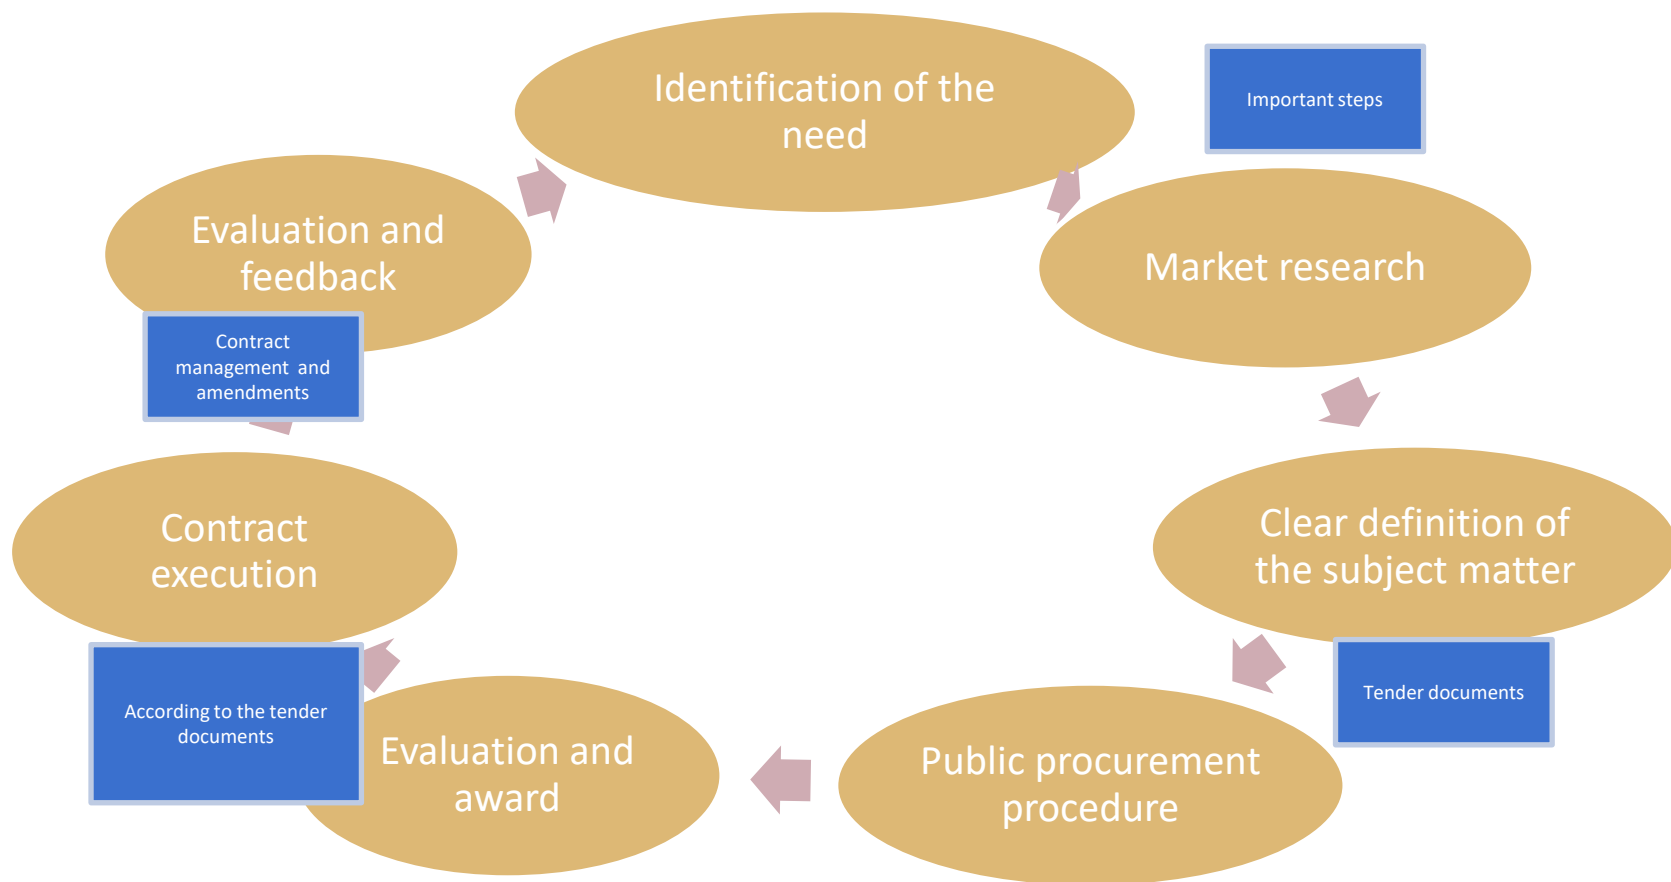 Identification of the
need
Important steps
Market research
Clear definition of
the subject matter
Tender documents
Public procurement
procedure
Evaluation and
award
According to the tender
documents
Contract
execution
Contract
management and
amendments
Evaluation and
feedback